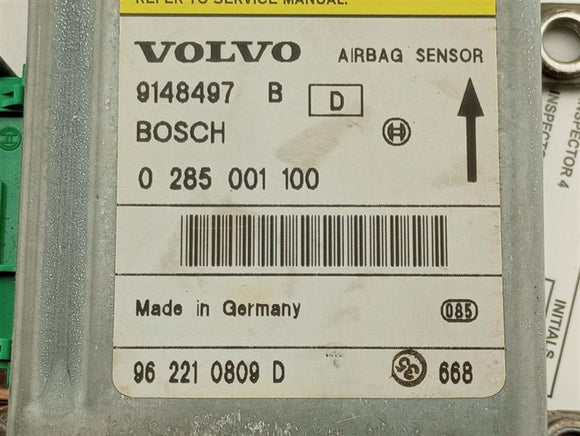 REFER TO SERVICE MANUAL.
VOLVO AIRBAG SENSOR
9148497 B D
BOSCH
0 285 001 100
Made in Germany 085
96 221 0809 D 668
INSPECTOR 4
INITIALS